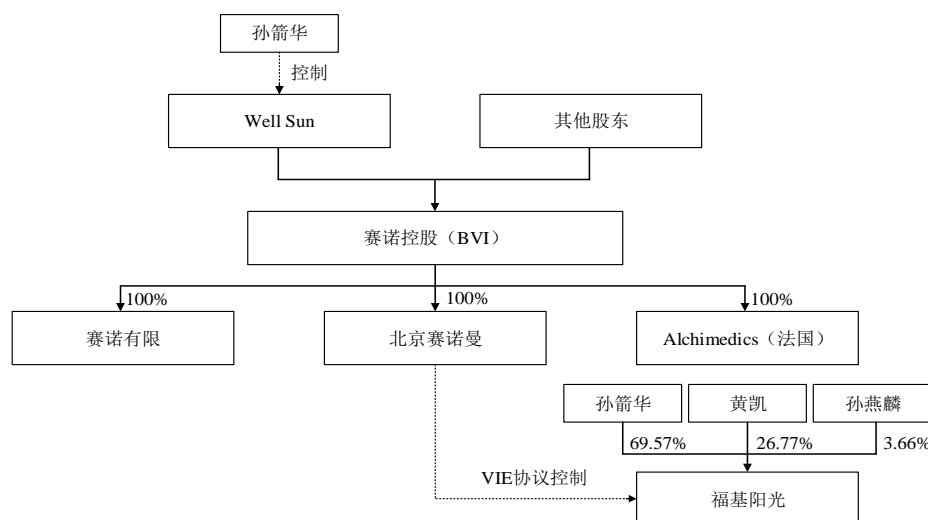 孙箭华
控制
Well Sun
其他股东
赛诺控股（BVI）
100%
100%
100%
赛诺有限
北京赛诺曼
Alchimedics（法国）
孙箭华
黄凯
孙燕麟
69.57%
26.77%
3.66%
VIE协议控制
福基阳光